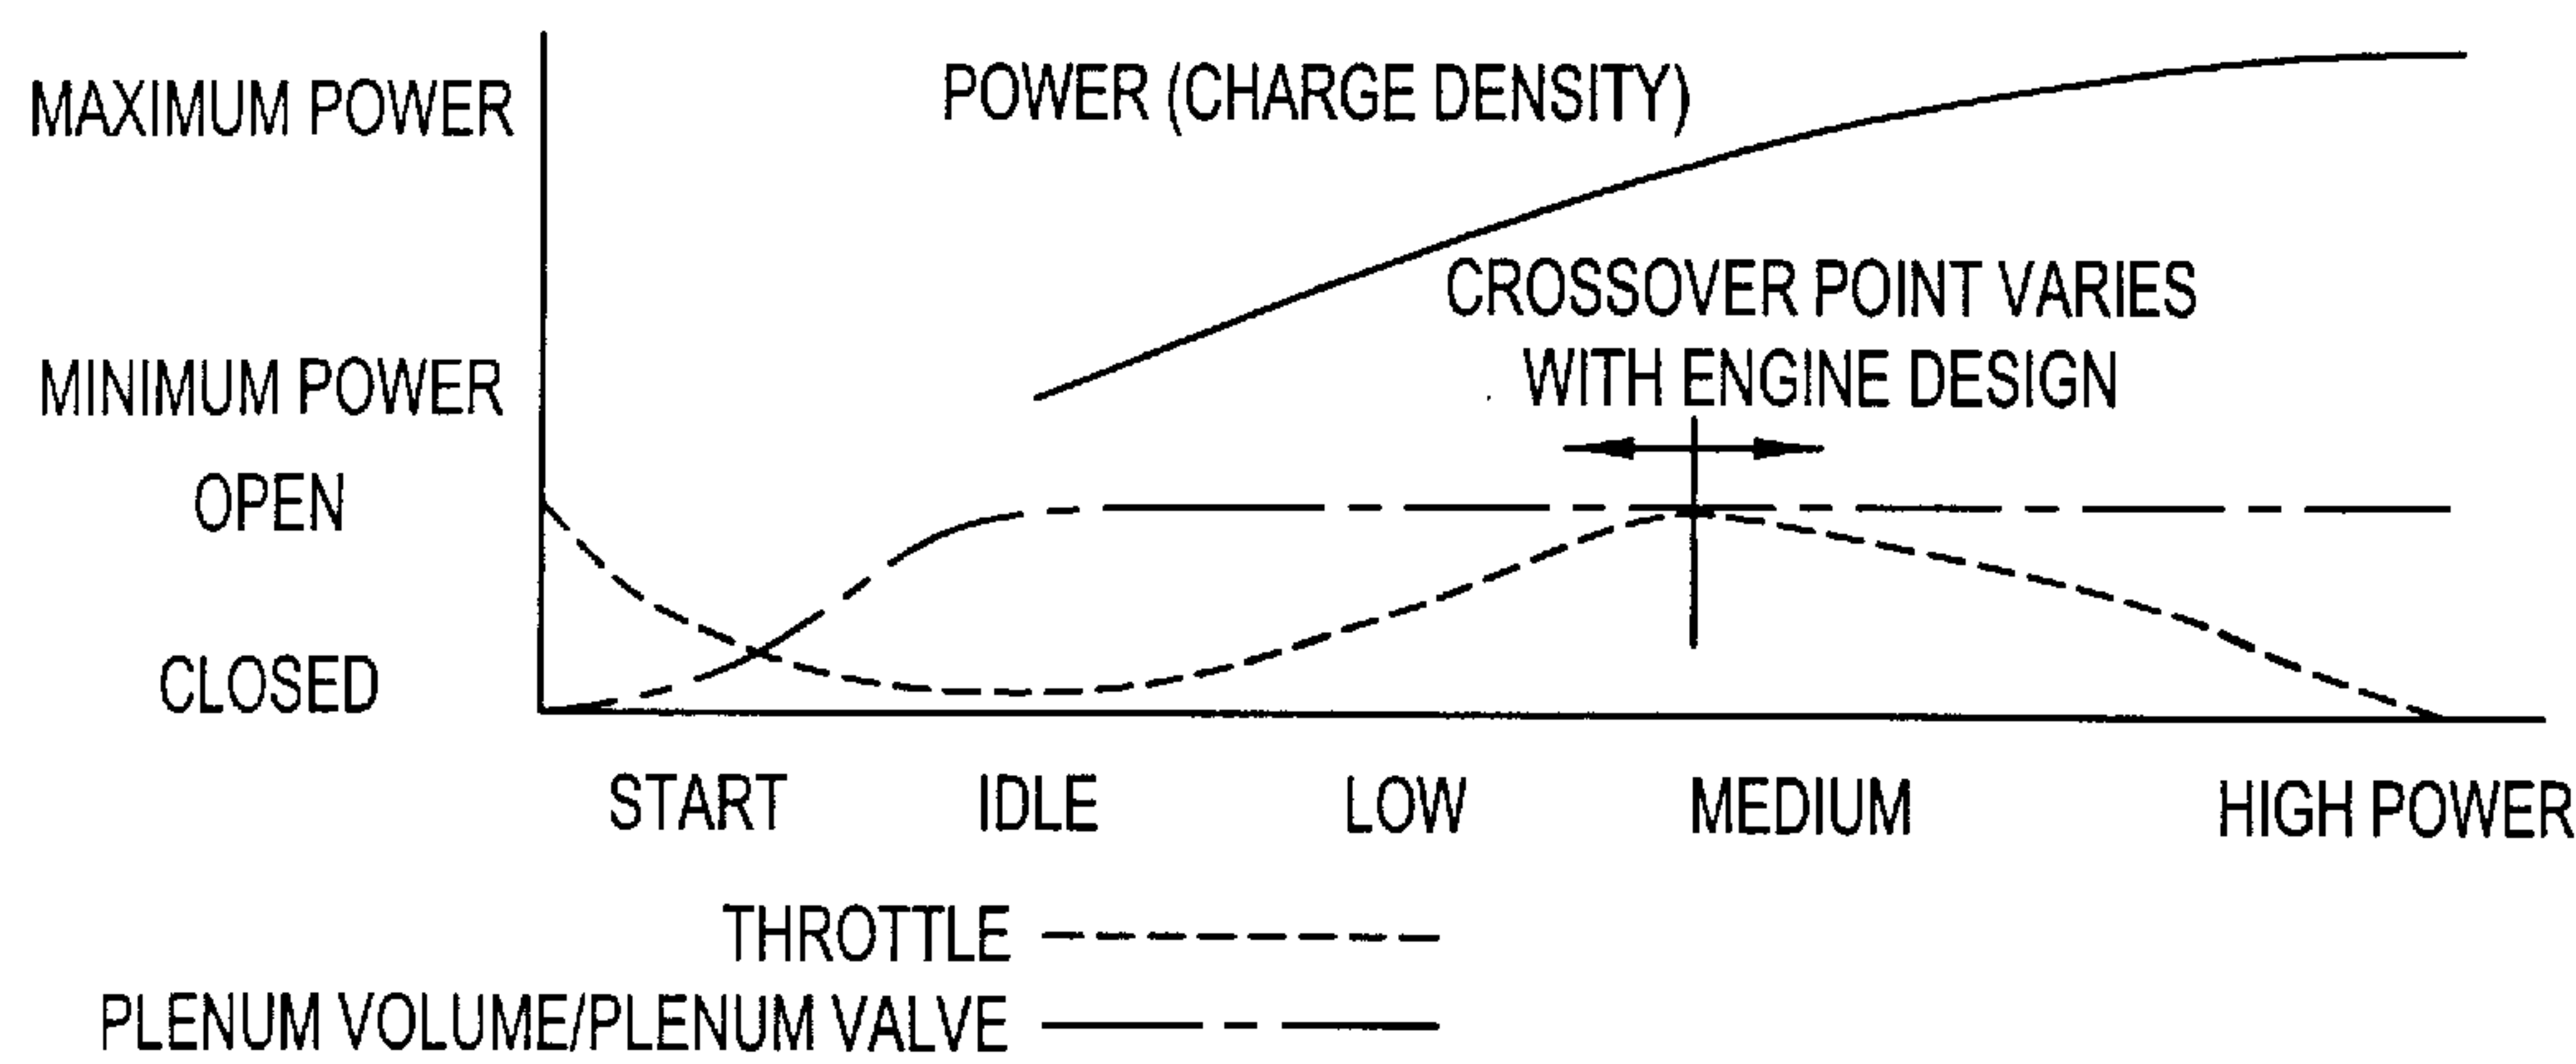 MAXIMUM POWER
POWER (CHARGE DENSITY)
CROSSOVER POINT VARIES
WITH ENGINE DESIGN
MINIMUM POWER
OPEN
CLOSED
START IDLE LOW MEDIUM HIGH POWER
THROTTLE
PLENUM VOLUME/PLENUM VALVE